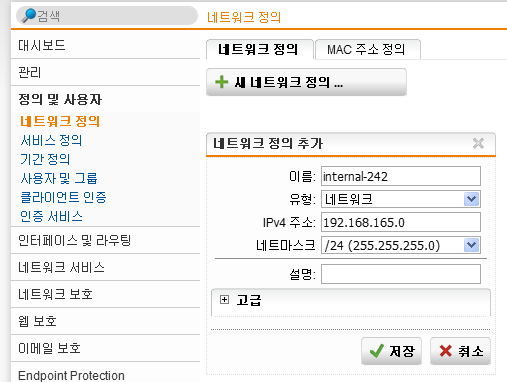 검색
대시보드
관리
정의 및 사용자
네트워크 정의
서비스 정의
기간 정의
사용자 및 그룹
클라이언트 인증
인증 서비스
인터페이스 및 라우팅
네트워크 서비스
네트워크 보호
웹 보호
이메일 보호
Endpoint Protection
네트워크 정의
네트워크 정의 MAC 주소 정의
새 네트워크 정의 ...
네트워크 정의 추가
이름: internal-242
유형: 네트워크
IPv4 주소: 192.168.165.0
네트마스크 /24 (255.255.255.0)
설명:
고급
저장 취소